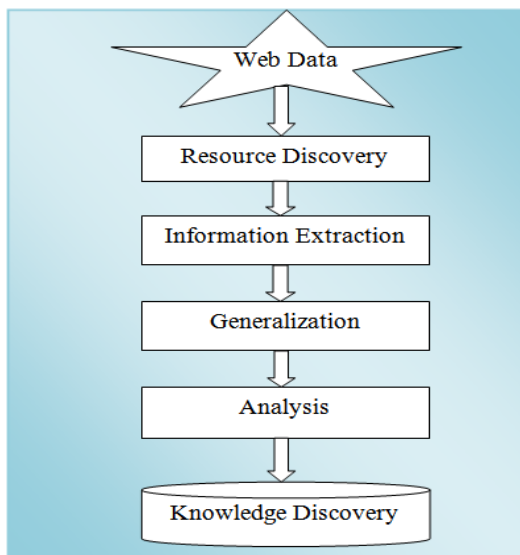 Web Data
Resource Discovery
Information Extraction
Generalization
Analysis
Knowledge Discovery